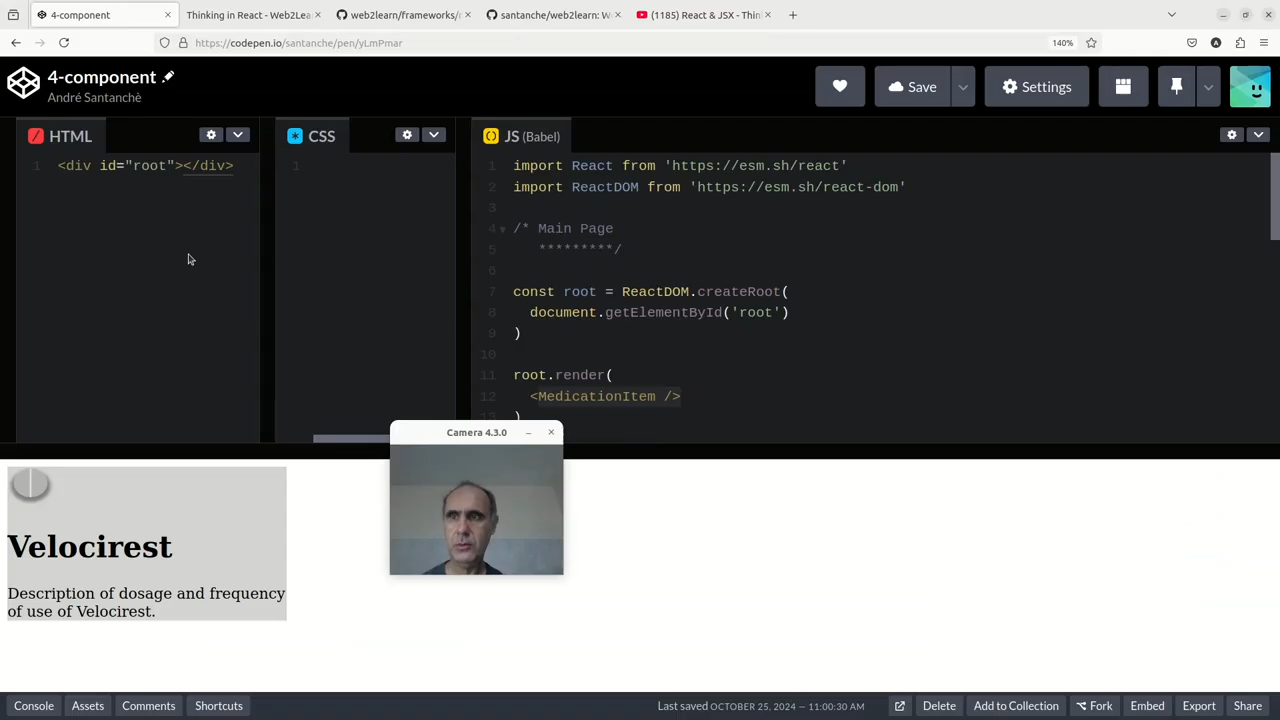 4-component
Thinking in React - Web2Lea
web2learn/frameworks/
santanche/web2learn: W
(1185) React & JSX - Thin
https://codepen.io/santanche/pen/yLmPmar
140%
4-component
André Santanchè
Save
Settings
HTML
CSS
JS (Babel)
1 <div id="root"></div>
1
1 import React from 'https://esm.sh/react'
2 import ReactDOM from 'https://esm.sh/react-dom'
3
4 /* Main Page
5 *********/
6
7 const root = ReactDOM.createRoot(
8 document.getElementById('root')
9 )
10
11 root.render(
12 <MedicationItem />
13 )
Camera 4.3.0
Velocirest
Description of dosage and frequency
of use of Velocirest.
Console
Assets
Comments
Shortcuts
Last saved OCTOBER 25, 2024 — 11:00:30 AM
Delete
Add to Collection
Fork
Embed
Export
Share